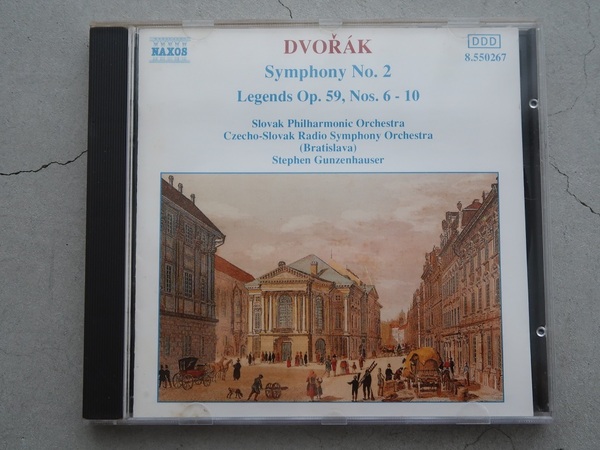 NAXOS
DVOŘÁK
DDD
8.550267
Symphony No. 2
Legends Op. 59, Nos. 6 - 10
Slovak Philharmonic Orchestra
Czecho-Slovak Radio Symphony Orchestra
(Bratislava)
Stephen Gunzenhauser